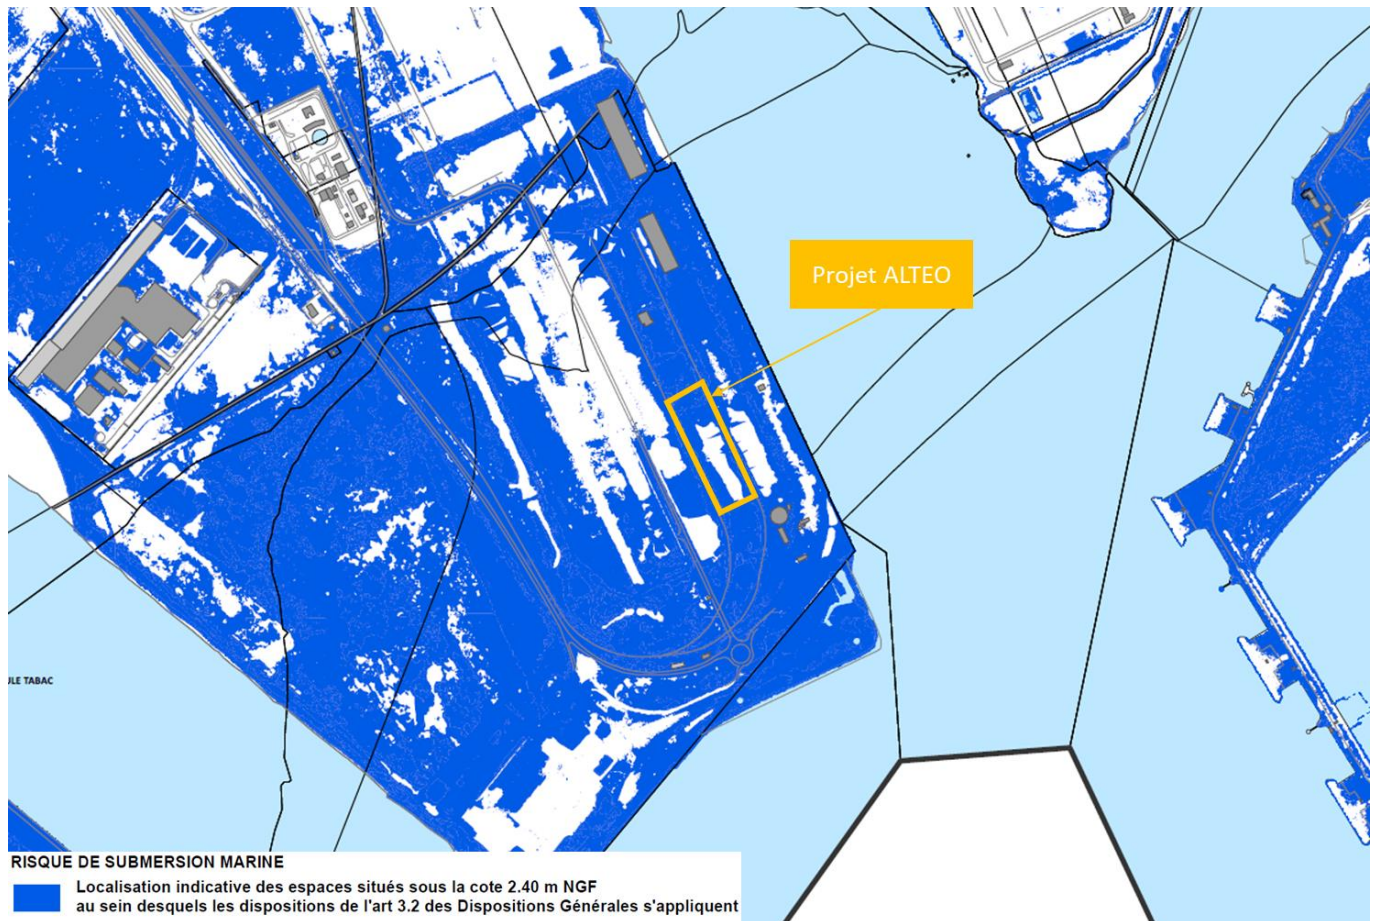 Projet ALTEO
ULE TABAC
RISQUE DE SUBMERSION MARINE
Localisation indicative des espaces situés sous la cote 2.40 m NGF
au sein desquels les dispositions de l'art 3.2 des Dispositions Générales s'appliquent